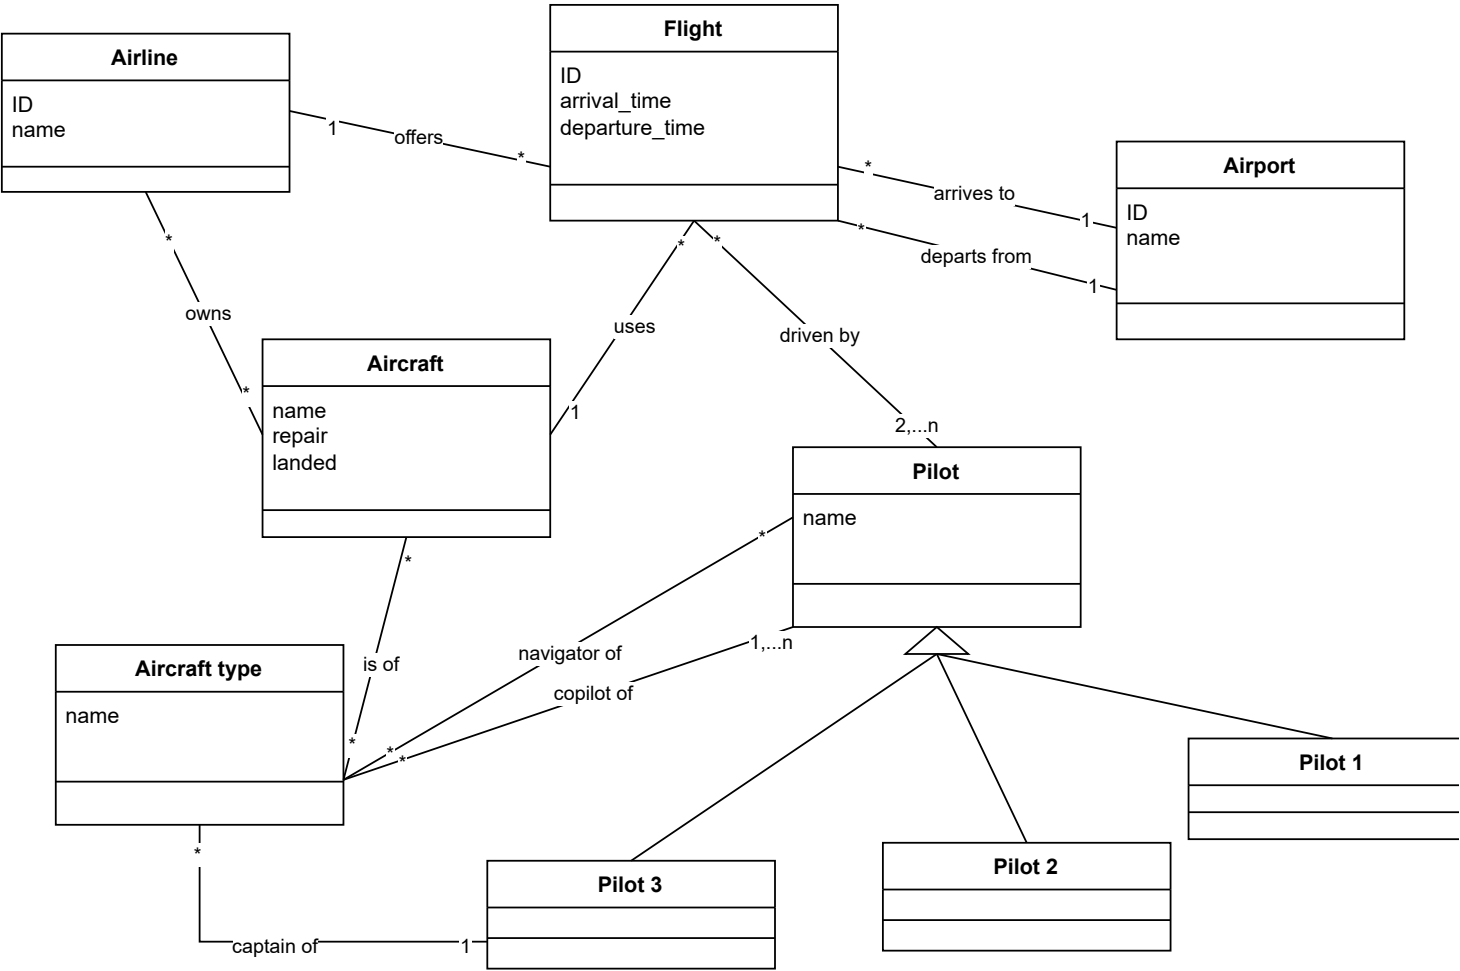 Flight
ID
arrival_time
departure_time
Airline
ID
name
1
offers
*
Airport
ID
name
*
arrives to
1
*
departs from
1
*
owns
*
*
uses
1
*
driven by
2,...n
Aircraft
name
repair
landed
Pilot
name
*
is of
*
*
navigator of
*
1,...n
copilot of
*
Aircraft type
name
*
captain of
1
Pilot 1
Pilot 2
Pilot 3